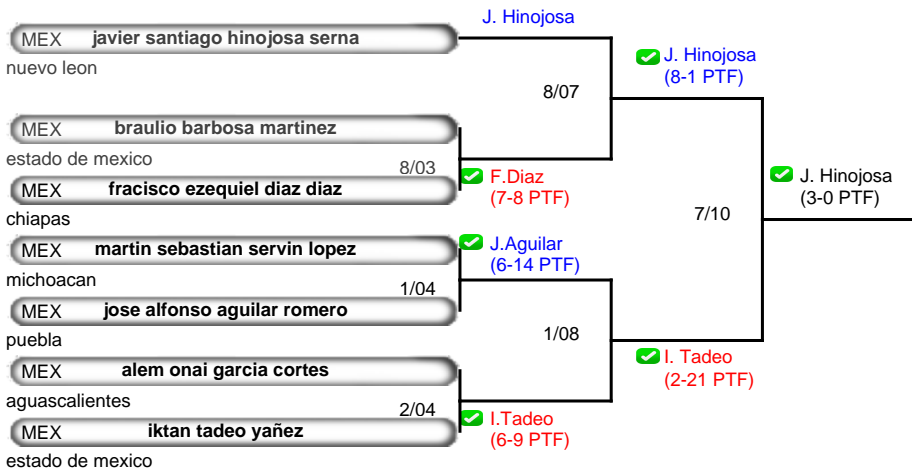 J. Hinojosa
MEX javier santiago hinojosa serna
nuevo leon
J. Hinojosa
(8-1 PTF)
8/07
MEX braulio barbosa martinez
estado de mexico
8/03
MEX fracisco ezequiel diaz diaz
chiapas
F.Diaz
(7-8 PTF)
J. Hinojosa
(3-0 PTF)
7/10
MEX martin sebastian servin lopez
michoacan
J.Aguilar
(6-14 PTF)
1/04
MEX jose alfonso aguilar romero
puebla
1/08
MEX alem onai garcia cortes
aguascalientes
I. Tadeo
(2-21 PTF)
2/04
MEX iktan tadeo yañez
estado de mexico
I.Tadeo
(6-9 PTF)